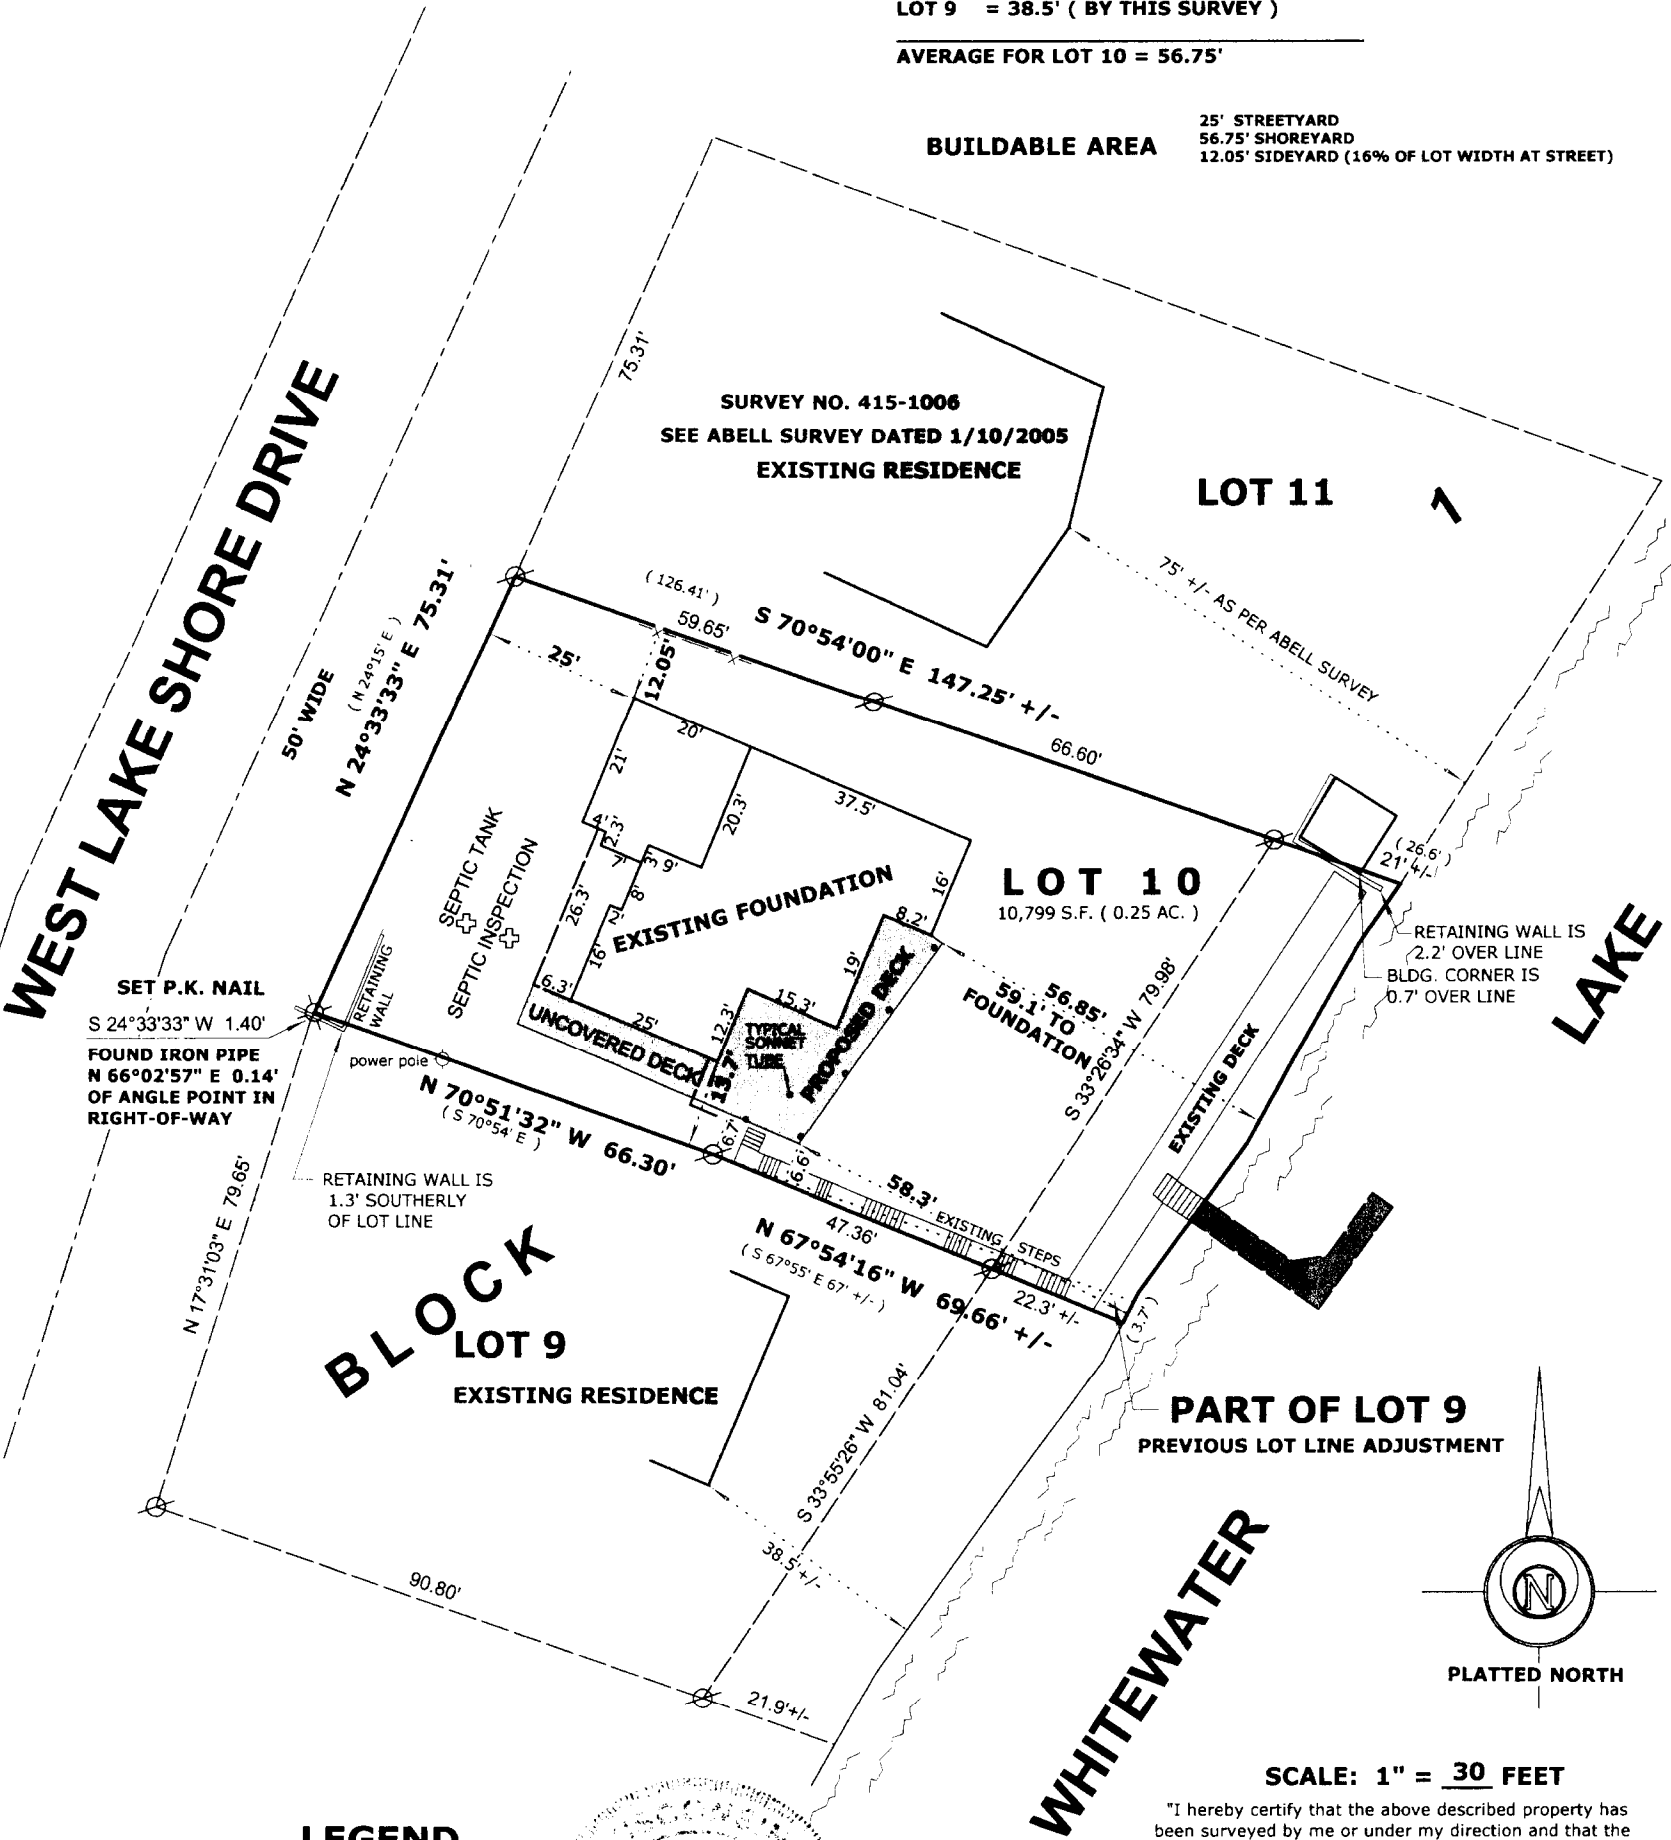 LOT 9 = 38.5' ( BY THIS SURVEY )
AVERAGE FOR LOT 10 = 56.75'
BUILDABLE AREA
25' STREETYARD
56.75' SHOREYARD
12.05' SIDEYARD (16% OF LOT WIDTH AT STREET)
75.31'
SURVEY NO. 415-1006
SEE ABELL SURVEY DATED 1/10/2005
EXISTING RESIDENCE
LOT 11
1
WEST LAKE SHORE DRIVE
50' WIDE
( N 24°15' E )
N 24°33'33" E 75.31'
( 126.41' )
59.65'
S 70°54'00" E 147.25' +/-
66.60'
75' +/- AS PER ABELL SURVEY
25'
12.05'
20'
21'
37.5'
20.3'
4'
2.3'
7'
3'
9'
8'
2'
26.3'
16'
16'
8.2'
19'
15.3'
12.3'
13.7'
6.3'
25'
SEPTIC TANK
SEPTIC INSPECTION
EXISTING FOUNDATION
LOT 10
10,799 S.F. ( 0.25 AC. )
( 26.6' )
21' +/-
RETAINING WALL IS
2.2' OVER LINE
BLDG. CORNER IS
0.7' OVER LINE
LAKE
RETAINING
WALL
SET P.K. NAIL
S 24°33'33" W 1.40'
FOUND IRON PIPE
N 66°02'57" E 0.14'
OF ANGLE POINT IN
RIGHT-OF-WAY
power pole
UNCOVERED DECK
TYPICAL
SONNET
TUBE
PROPOSED DECK
56.85'
59.1' TO
FOUNDATION
S 33°26'34" W 79.98'
EXISTING DECK
N 70°51'32" W 66.30'
( S 70°54' E )
6.7'
6.6'
58.3'
EXISTING STEPS
47.36'
N 67°54'16" W 69.66' +/-
( S 67°55' E 67' +/- )
22.3' +/-
( 3.7' )
RETAINING WALL IS
1.3' SOUTHERLY
OF LOT LINE
N 17°31'03" E 79.65'
BLOCK
LOT 9
EXISTING RESIDENCE
S 33°55'26" W 81.04'
PART OF LOT 9
PREVIOUS LOT LINE ADJUSTMENT
38.5'+/-
90.80'
21.9'+/-
WHITEWATER
N
PLATTED NORTH
SCALE: 1" = 30 FEET
"I hereby certify that the above described property has
been surveyed by me or under my direction and that the
LEGEND